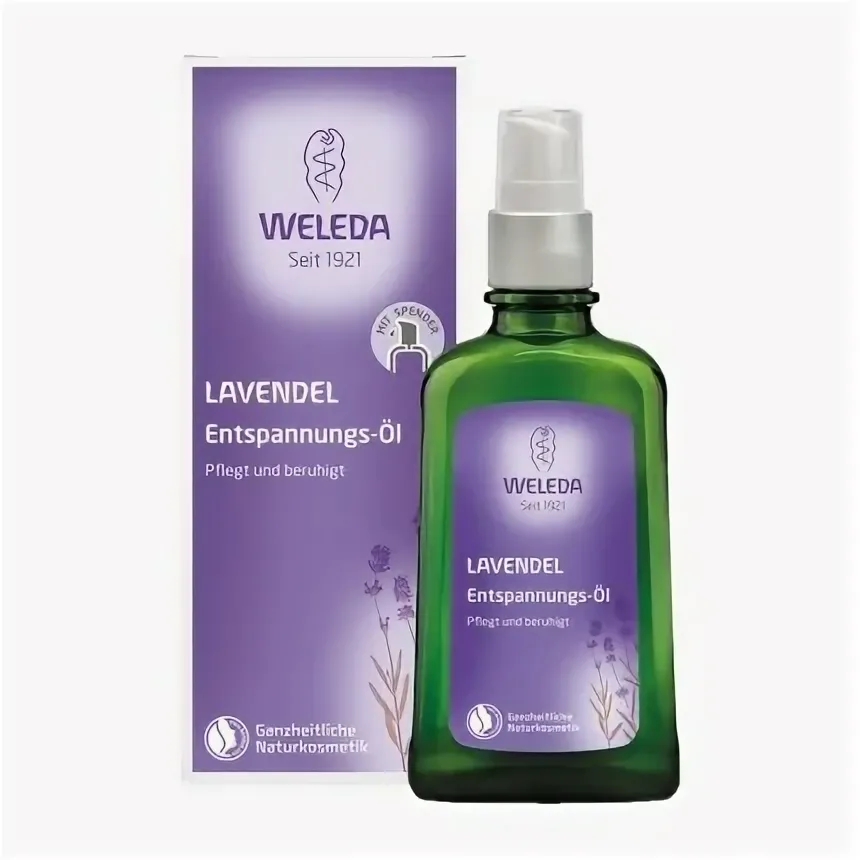 WELEDA
Seit 1921
MIT SPENDER
LAVENDEL
Entspannungs-Öl
Pflegt und beruhigt
Ganzheitliche
Naturkosmetik
WELEDA
Seit 1921
LAVENDEL
Entspannungs-Öl
Pflegt und beruhigt
Ganzheitliche
Naturkosmetik